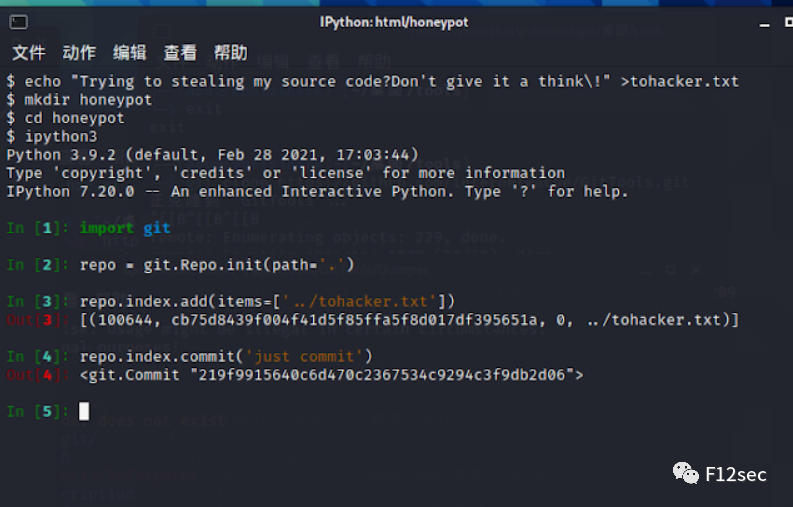 IPython:html/honeypot
文件 动作 编辑 查看 帮助
$ echo "Trying to stealing my source code?Don't give it a think\!" >tohacker.txt
$ mkdir honeypot
$ cd honeypot
$ ipython3
Python 3.9.2 (default, Feb 28 2021, 17:03:44)
Type 'copyright', 'credits' or 'license' for more information
IPython 7.20.0 -- An enhanced Interactive Python. Type '?' for help.
In [1]: import git
In [2]: repo = git.Repo.init(path='.')
In [3]: repo.index.add(items=['../tohacker.txt'])
Out[3]: [(100644, cb75d8439f004f41d5f85ffa5f8d017df395651a, 0, ../tohacker.txt)]
In [4]: repo.index.commit('just commit')
Out[4]: <git.Commit "219f9915640c6d470c2367534c9294c3f9db2d06">
In [5]:
F12sec